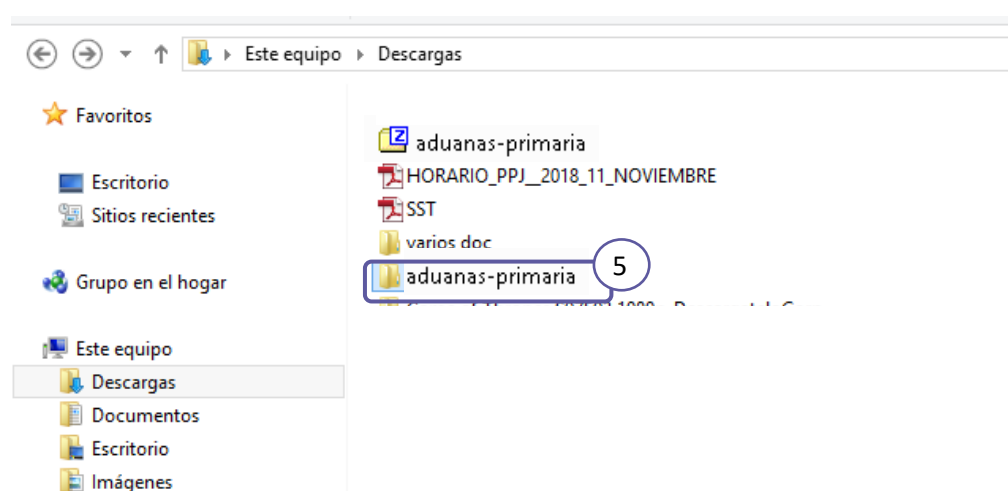 Este equipo Descargas
Favoritos
Escritorio
Sitios recientes
Grupo en el hogar
Este equipo
Descargas
Documentos
Escritorio
Imágenes
Z aduanas-primaria
HORARIO_PPJ__2018_11_NOVIEMBRE
SST
varios doc
aduanas-primaria 5